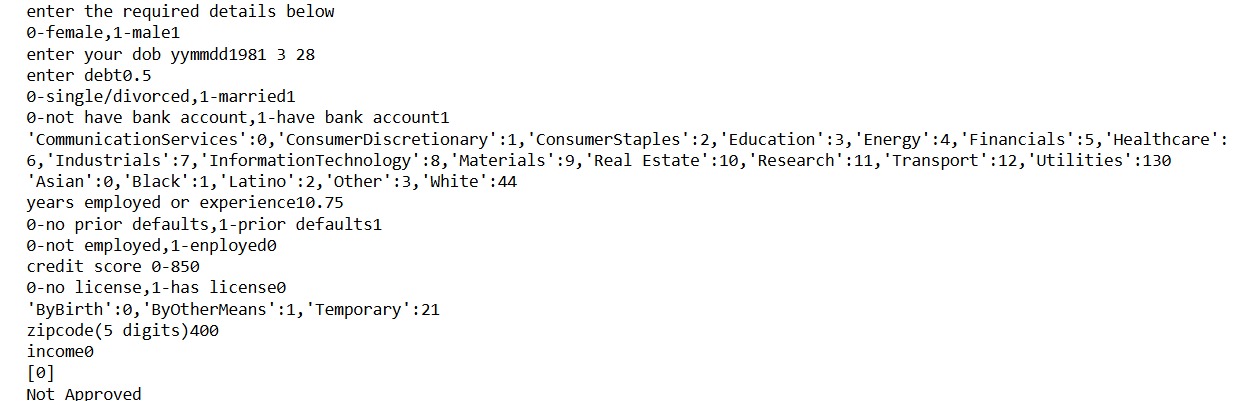 enter the required details below
0-female,1-male1
enter your dob yymmdd1981 3 28
enter debt0.5
0-single/divorced,1-married1
0-not have bank account,1-have bank account1
'CommunicationServices':0,'ConsumerDiscretionary':1,'ConsumerStaples':2,'Education':3,'Energy':4,'Financials':5,'Healthcare':
6,'Industrials':7,'InformationTechnology':8,'Materials':9,'Real Estate':10,'Research':11,'Transport':12,'Utilities':130
'Asian':0,'Black':1,'Latino':2,'Other':3,'White':44
years employed or experience10.75
0-no prior defaults,1-prior defaults1
0-not employed,1-enployed0
credit score 0-850
0-no license,1-has license0
'ByBirth':0,'ByOtherMeans':1,'Temporary':21
zipcode(5 digits)400
income0
[0]
Not Approved